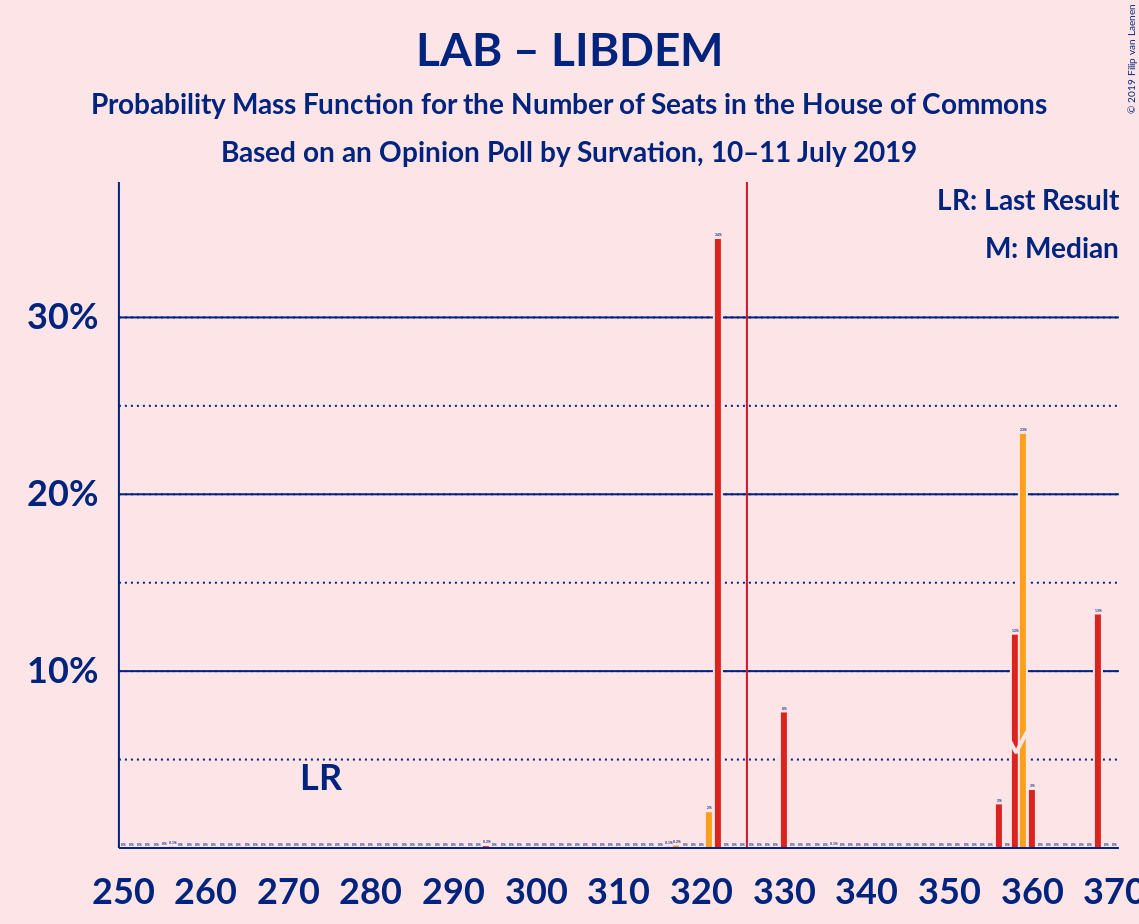 LAB – LIBDEM
Probability Mass Function for the Number of Seats in the House of Commons
Based on an Opinion Poll by Survation, 10–11 July 2019
© 2019 Filip van Laenen
LR: Last Result
M: Median
30%
20%
10%
LR
250 260 270 280 290 300 310 320 330 340 350 360 370